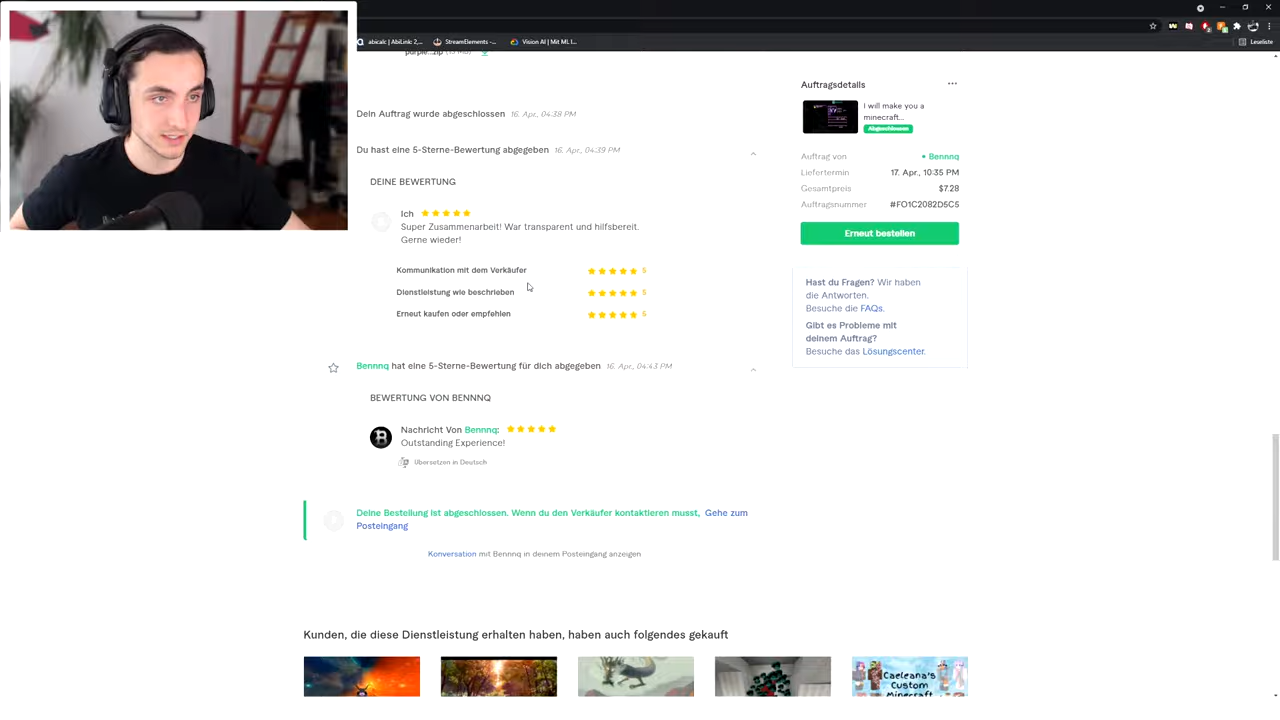 abicalc | AbiLink: 2,...
StreamElements -...
Vision AI | Mit ML l...
Leseliste
Dein Auftrag wurde abgeschlossen 16. Apr., 04:38 PM
Du hast eine 5-Sterne-Bewertung abgegeben 16. Apr., 04:39 PM
DEINE BEWERTUNG
Ich
Super Zusammenarbeit! War transparent und hilfsbereit.
Gerne wieder!
Kommunikation mit dem Verkäufer 5
Dienstleistung wie beschrieben 5
Erneut kaufen oder empfehlen 5
Bennnq hat eine 5-Sterne-Bewertung für dich abgegeben 16. Apr., 04:43 PM
BEWERTUNG VON BENNNQ
Nachricht Von Bennnq:
Outstanding Experience!
Übersetzen in Deutsch
Deine Bestellung ist abgeschlossen. Wenn du den Verkäufer kontaktieren musst, Gehe zum
Posteingang
Konversation mit Bennnq in deinem Posteingang anzeigen
Kunden, die diese Dienstleistung erhalten haben, haben auch folgendes gekauft
Auftragsdetails
I will make you a
minecraft...
Abgeschlossen
Auftrag von Bennnq
Liefertermin 17. Apr., 10:35 PM
Gesamtpreis $7.28
Auftragsnummer #FO1C2082D5C5
Erneut bestellen
Hast du Fragen? Wir haben
die Antworten.
Besuche die FAQs.
Gibt es Probleme mit
deinem Auftrag?
Besuche das Lösungscenter.
Caeleana's
Custom
Minecraft